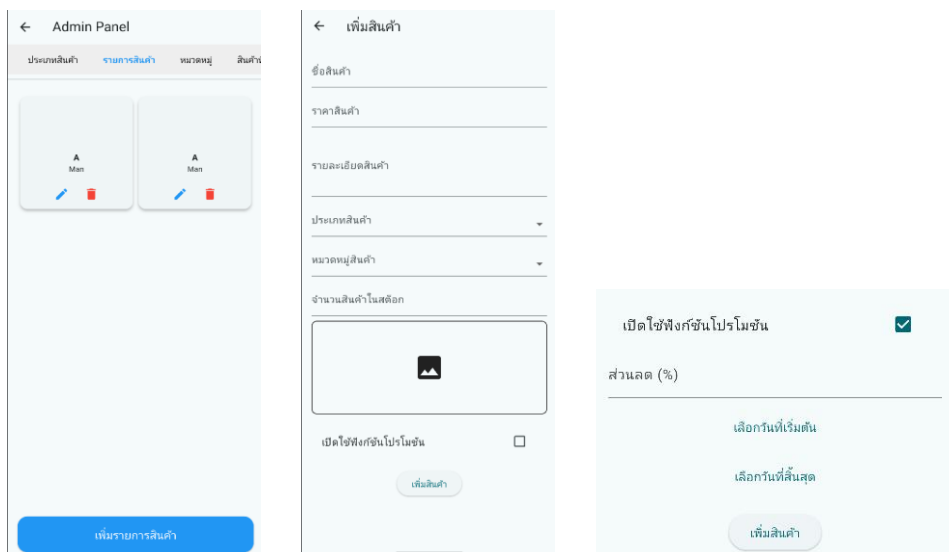 Admin Panel
ประเภทสินค้า รายการสินค้า หมวดหมู่
A
Man
A
Man
เพิ่มรายการสินค้า
เพิ่มสินค้า
ชื่อสินค้า
ราคาสินค้า
รายละเอียดสินค้า
ประเภทสินค้า
หมวดหมู่สินค้า
จำนวนสินค้าในสต๊อก
เปิดใช้ฟังก์ชันโปรโมชัน
เพิ่มสินค้า
เปิดใช้ฟังก์ชันโปรโมชัน
ส่วนลด (%)
เลือกวันที่เริ่มต้น
เลือกวันที่สิ้นสุด
เพิ่มสินค้า